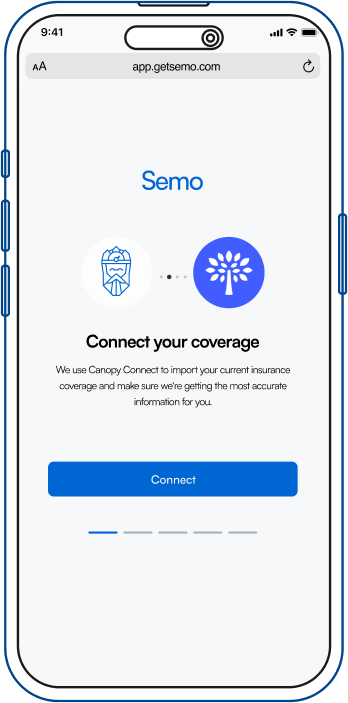 9:41
AA
app.getsemo.com
Semo
Connect your coverage
We use Canopy Connect to import your current insurance
coverage and make sure we're getting the most accurate
information for you.
Connect